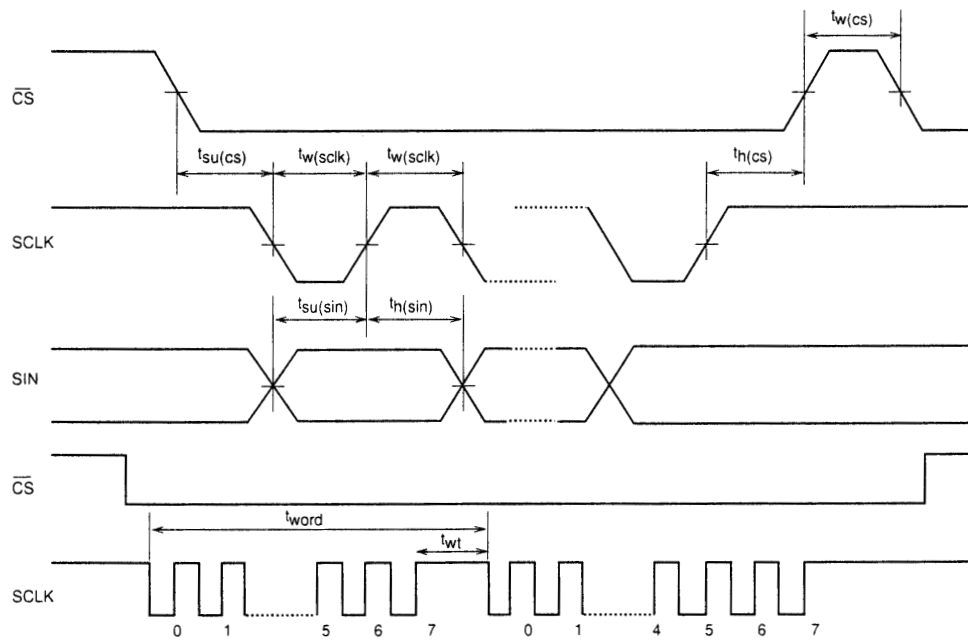 tw(cs)
CS
tsu(cs) tw(sclk) tw(sclk) th(cs)
SCLK
tsu(sin) th(sin)
SIN
CS
tword
twt
SCLK
0 1 5 6 7 0 1 4 5 6 7